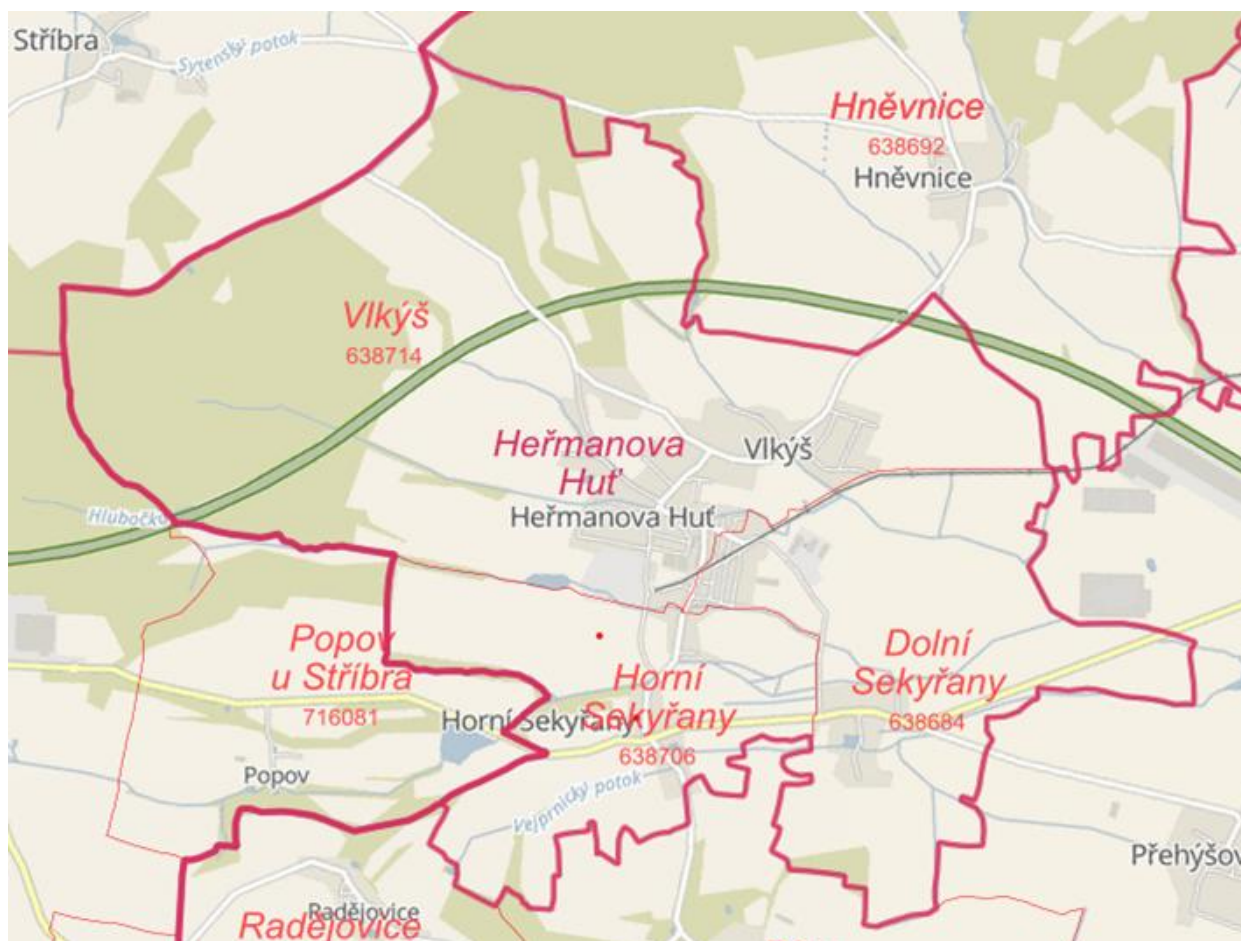 Stříbra
Sytenský potok
Hněvnice
638692
Hněvnice
Vlkýš
638714
Heřmanova
Huť
Vlkýš
Heřmanova Huť
Hlubočk
Popov
u Stříbra
716081
Horní
Sekyřany
638706
Dolní
Sekyřany
638684
Horní Sekyřany
Popov
Vejprnický potok
Přehýšov
Radějovice
Radějovice